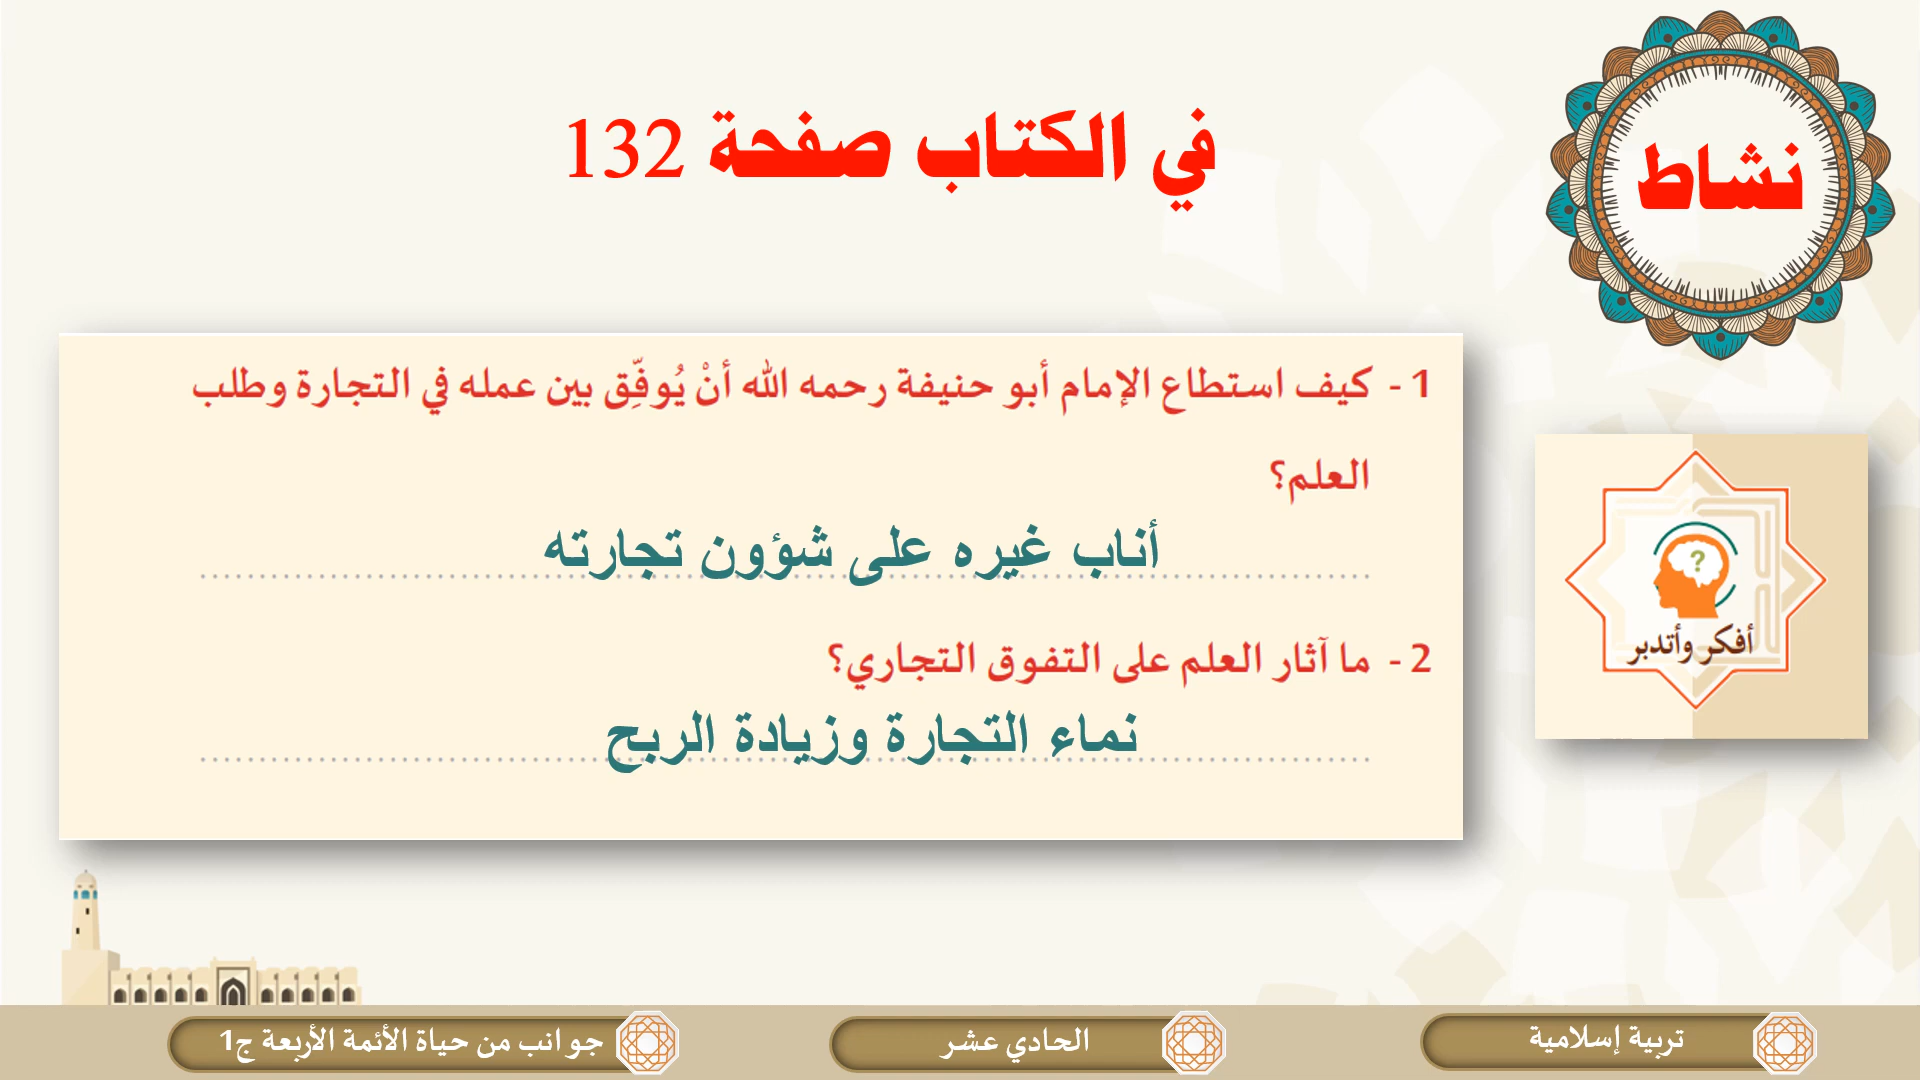 نشاط
في الكتاب صفحة 132
1 - كيف استطاع الإمام أبو حنيفة رحمه الله أنْ يُوفِّق بين عمله في التجارة وطلب
العلم؟
أناب غيره على شؤون تجارته
2 - ما آثار العلم على التفوق التجاري؟
نماء التجارة وزيادة الربح
?
أفكر وأتدبر
تربية إسلامية
الحادي عشر
جوانب من حياة الأئمة الأربعة ج1